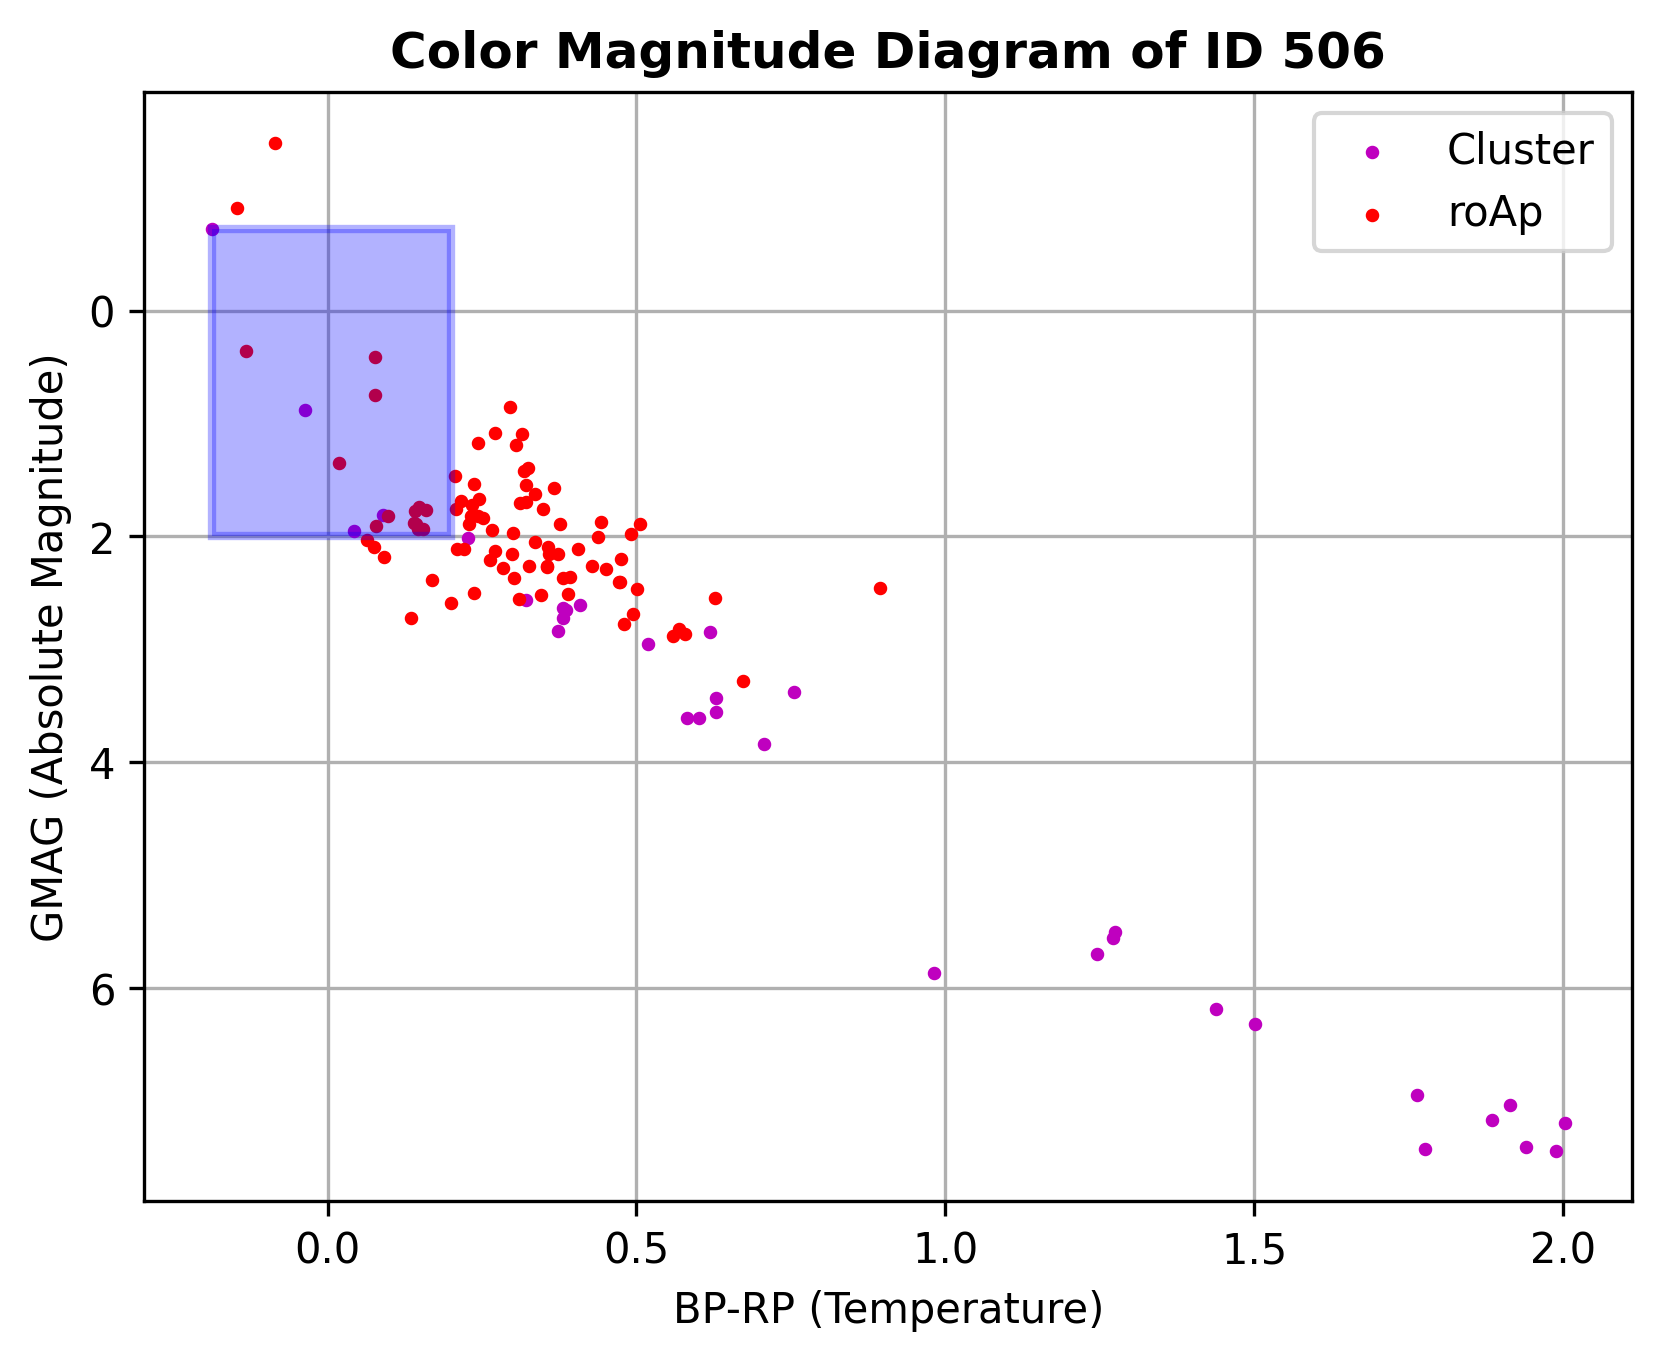 Color Magnitude Diagram of ID 506
Cluster
roAp
GMAG (Absolute Magnitude)
0
2
4
6
0.0 0.5 1.0 1.5 2.0
BP-RP (Temperature)